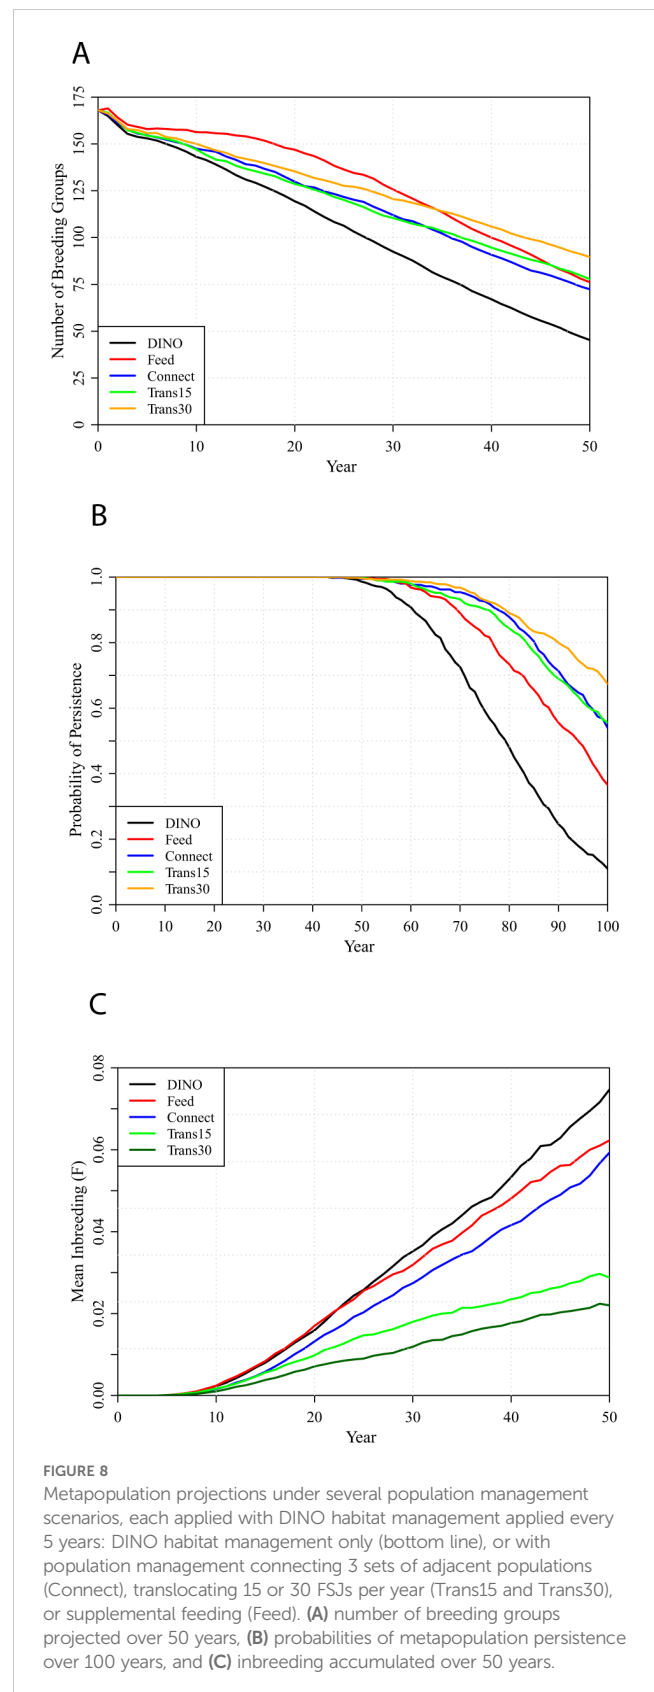 A
Number of Breeding Groups
175
150
125
100
75
50
25
0
DINO
Feed
Connect
Trans15
Trans30
0 10 20 30 40 50
Year
B
Probability of Persistence
1.0
0.8
0.6
0.4
0.2
0.0
DINO
Feed
Connect
Trans15
Trans30
0 10 20 30 40 50 60 70 80 90 100
Year
C
Mean Inbreeding (F)
0.08
0.06
0.04
0.02
0.00
DINO
Feed
Connect
Trans15
Trans30
0 10 20 30 40 50
Year
FIGURE 8
Metapopulation projections under several population management
scenarios, each applied with DINO habitat management applied every
5 years: DINO habitat management only (bottom line), or with
population management connecting 3 sets of adjacent populations
(Connect), translocating 15 or 30 FSJs per year (Trans15 and Trans30),
or supplemental feeding (Feed). (A) number of breeding groups
projected over 50 years, (B) probabilities of metapopulation persistence
over 100 years, and (C) inbreeding accumulated over 50 years.